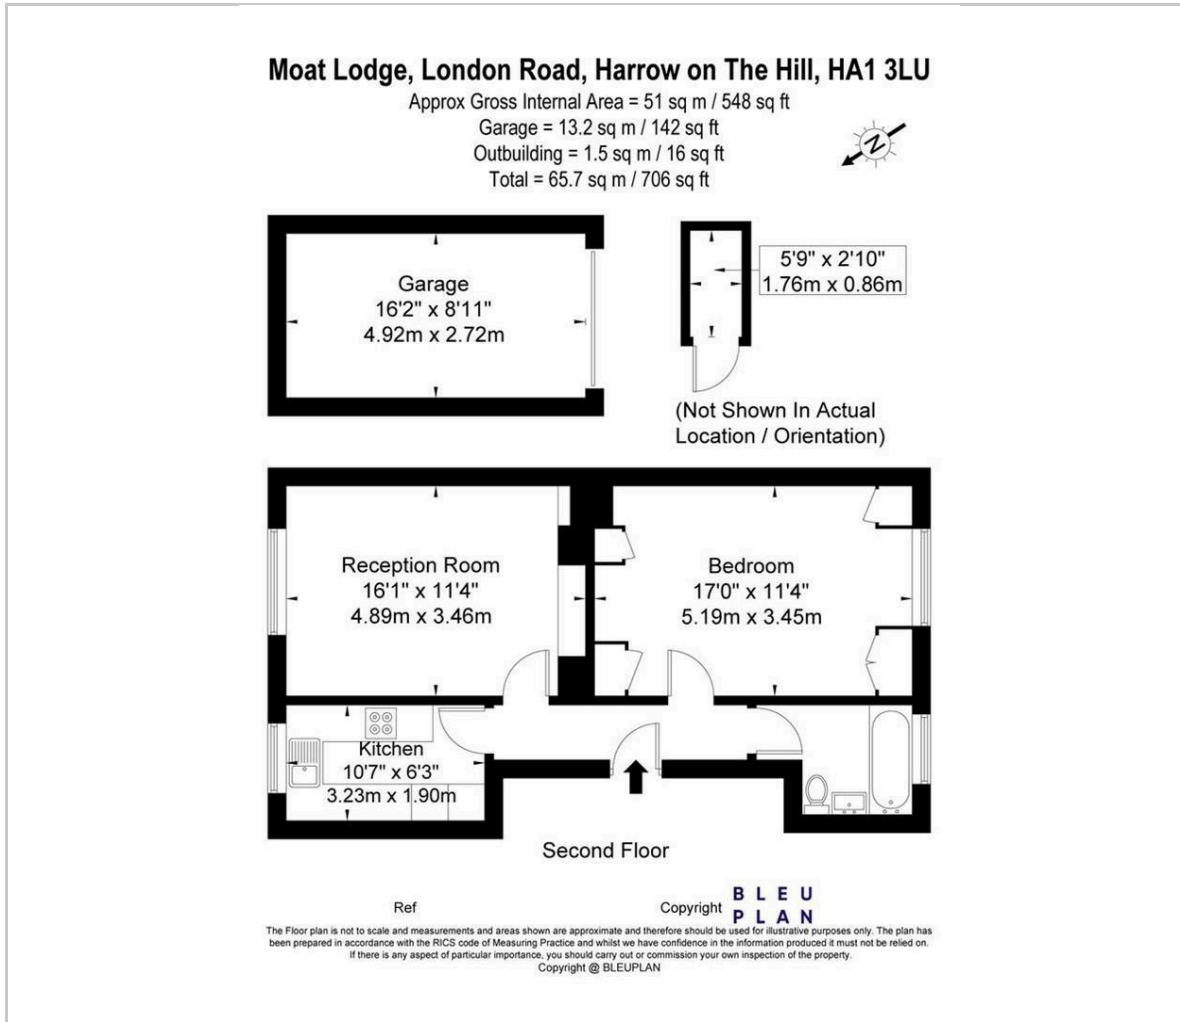 Moat Lodge, London Road, Harrow on The Hill, HA1 3LU
Approx Gross Internal Area = 51 sq m / 548 sq ft
Garage = 13.2 sq m / 142 sq ft
Outbuilding = 1.5 sq m / 16 sq ft
Total = 65.7 sq m / 706 sq ft
N
Garage
16'2" x 8'11"
4.92m x 2.72m
5'9" x 2'10"
1.76m x 0.86m
(Not Shown In Actual
Location / Orientation)
Reception Room
16'1" x 11'4"
4.89m x 3.46m
Bedroom
17'0" x 11'4"
5.19m x 3.45m
Kitchen
10'7" x 6'3"
3.23m x 1.90m
Second Floor
Ref
Copyright
BLEU
PLAN
The Floor plan is not to scale and measurements and areas shown are approximate and therefore should be used for illustrative purposes only. The plan has
been prepared in accordance with the RICS code of Measuring Practice and whilst we have confidence in the information produced it must not be relied on.
If there is any aspect of particular importance, you should carry out or commission your own inspection of the property.
Copyright @ BLEUPLAN